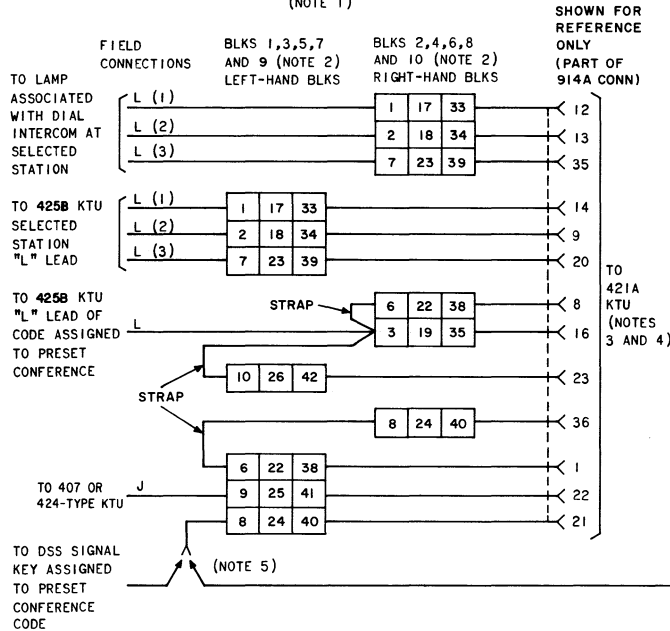 (NOTE 1)
SHOWN FOR
REFERENCE
ONLY
(PART OF
914A CONN)
FIELD
CONNECTIONS
BLKS 1,3,5,7
AND 9 (NOTE 2)
LEFT-HAND BLKS
BLKS 2,4,6,8
AND 10 (NOTE 2)
RIGHT-HAND BLKS
TO LAMP
ASSOCIATED
WITH DIAL
INTERCOM AT
SELECTED
STATION
L (1)
1 17 33
12
L (2)
2 18 34
13
L (3)
7 23 39
35
TO 425B KTU
SELECTED
STATION
"L" LEAD
L (1)
1 17 33
14
L (2)
2 18 34
9
L (3)
7 23 39
20
TO
421A
KTU
(NOTES
3 AND 4)
TO 425B KTU
"L" LEAD OF
CODE ASSIGNED
TO PRESET
CONFERENCE
STRAP
6 22 38
8
L
3 19 35
16
10 26 42
23
STRAP
8 24 40
36
6 22 38
1
TO 407 OR
424-TYPE KTU
J
9 25 41
22
8 24 40
21
TO DSS SIGNAL
KEY ASSIGNED
TO PRESET
CONFERENCE
CODE
(NOTE 5)